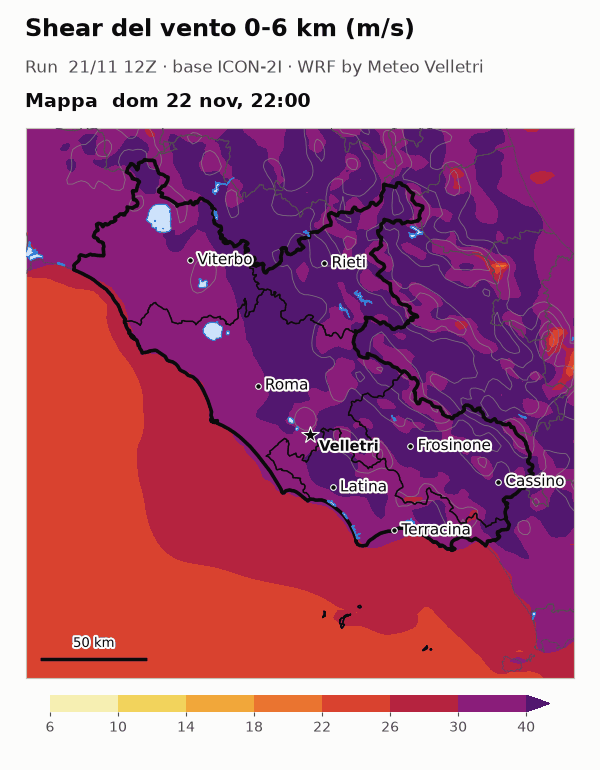 Shear del vento 0-6 km (m/s)
Run  21/11 12Z · base ICON-2I · WRF by Meteo Velletri
Mappa  dom 22 nov, 22:00
Viterbo
Rieti
Roma
Velletri
Frosinone
Latina
Cassino
Terracina
50 km
6 10 14 18 22 26 30 40